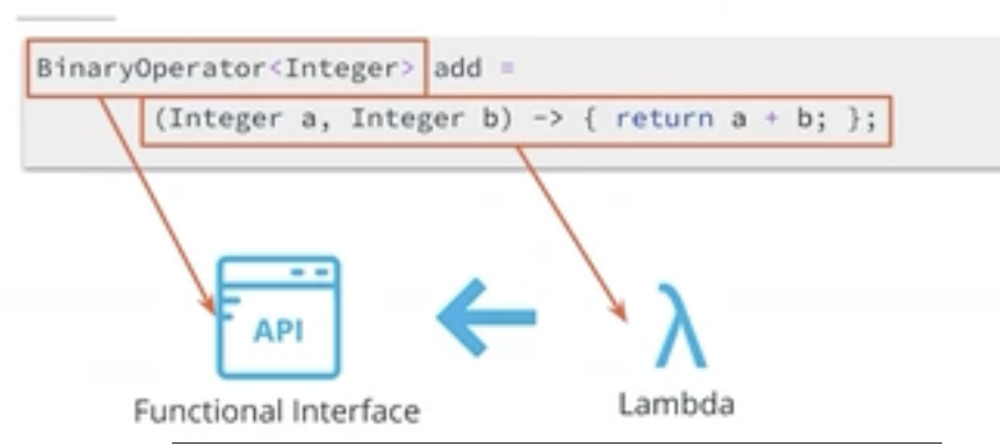 BinaryOperator<Integer> add =
(Integer a, Integer b) -> { return a + b; };
API
λ
Functional Interface
Lambda